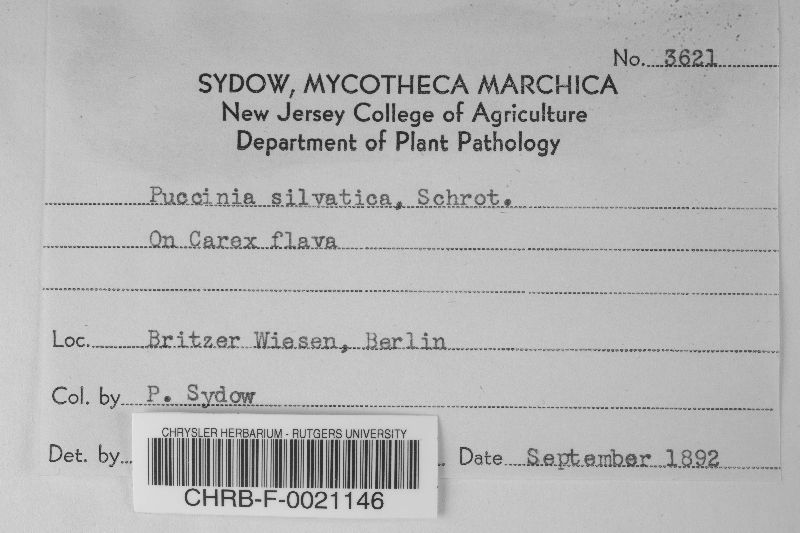 No. 3621
SYDOW, MYCOTHECA MARCHICA
New Jersey College of Agriculture
Department of Plant Pathology
Puccinia silvatica, Schrot.
On Carex flava
Loc. Britzer Wiesen, Berlin
Col. by P. Sydow
Det. by Date September 1892
CHRYSLER HERBARIUM - RUTGERS UNIVERSITY
CHRB-F-0021146